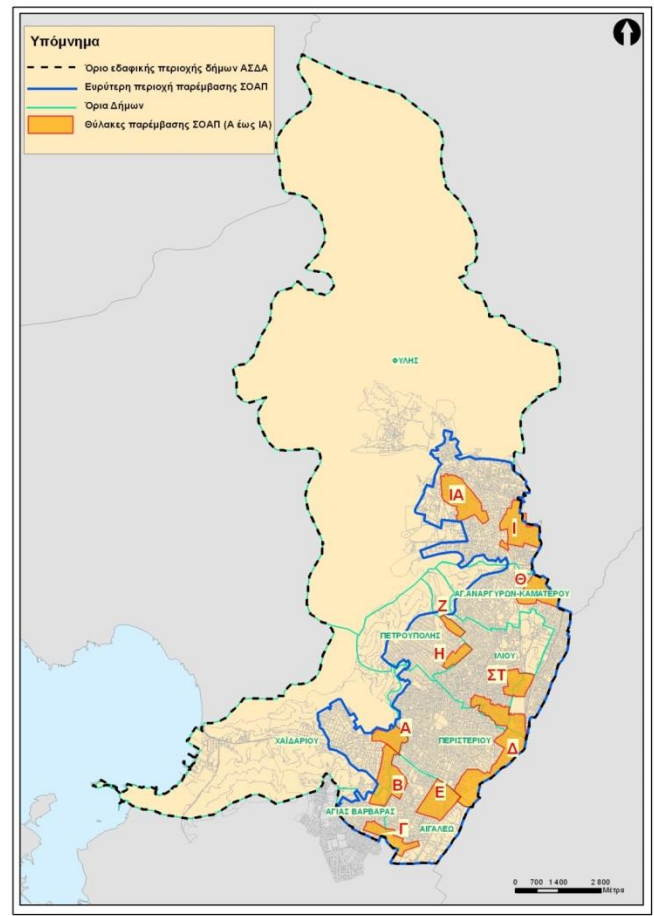 Υπόμνημα
Όριο εδαφικής περιοχής δήμων ΑΣΔΑ
Ευρύτερη περιοχή παρέμβασης ΣΟΑΠ
Όρια Δήμων
Θύλακες παρέμβασης ΣΟΑΠ (Α έως ΙΑ)
ΦΥΛΗΣ
ΙΑ
Ι
Θ
ΑΓ.ΑΝΑΡΓΥΡΩΝ-ΚΑΜΑΤΕΡΟΥ
Ζ
ΠΕΤΡΟΥΠΟΛΗΣ
Η
ΙΛΙΟΥ
ΣΤ
Α
ΧΑΪΔΑΡΙΟΥ
ΠΕΡΙΣΤΕΡΙΟΥ
Δ
Β
Ε
ΑΓΙΑΣ ΒΑΡΒΑΡΑΣ
Γ
ΑΙΓΑΛΕΩ
0 700 1 400 2 800
Μέτρα